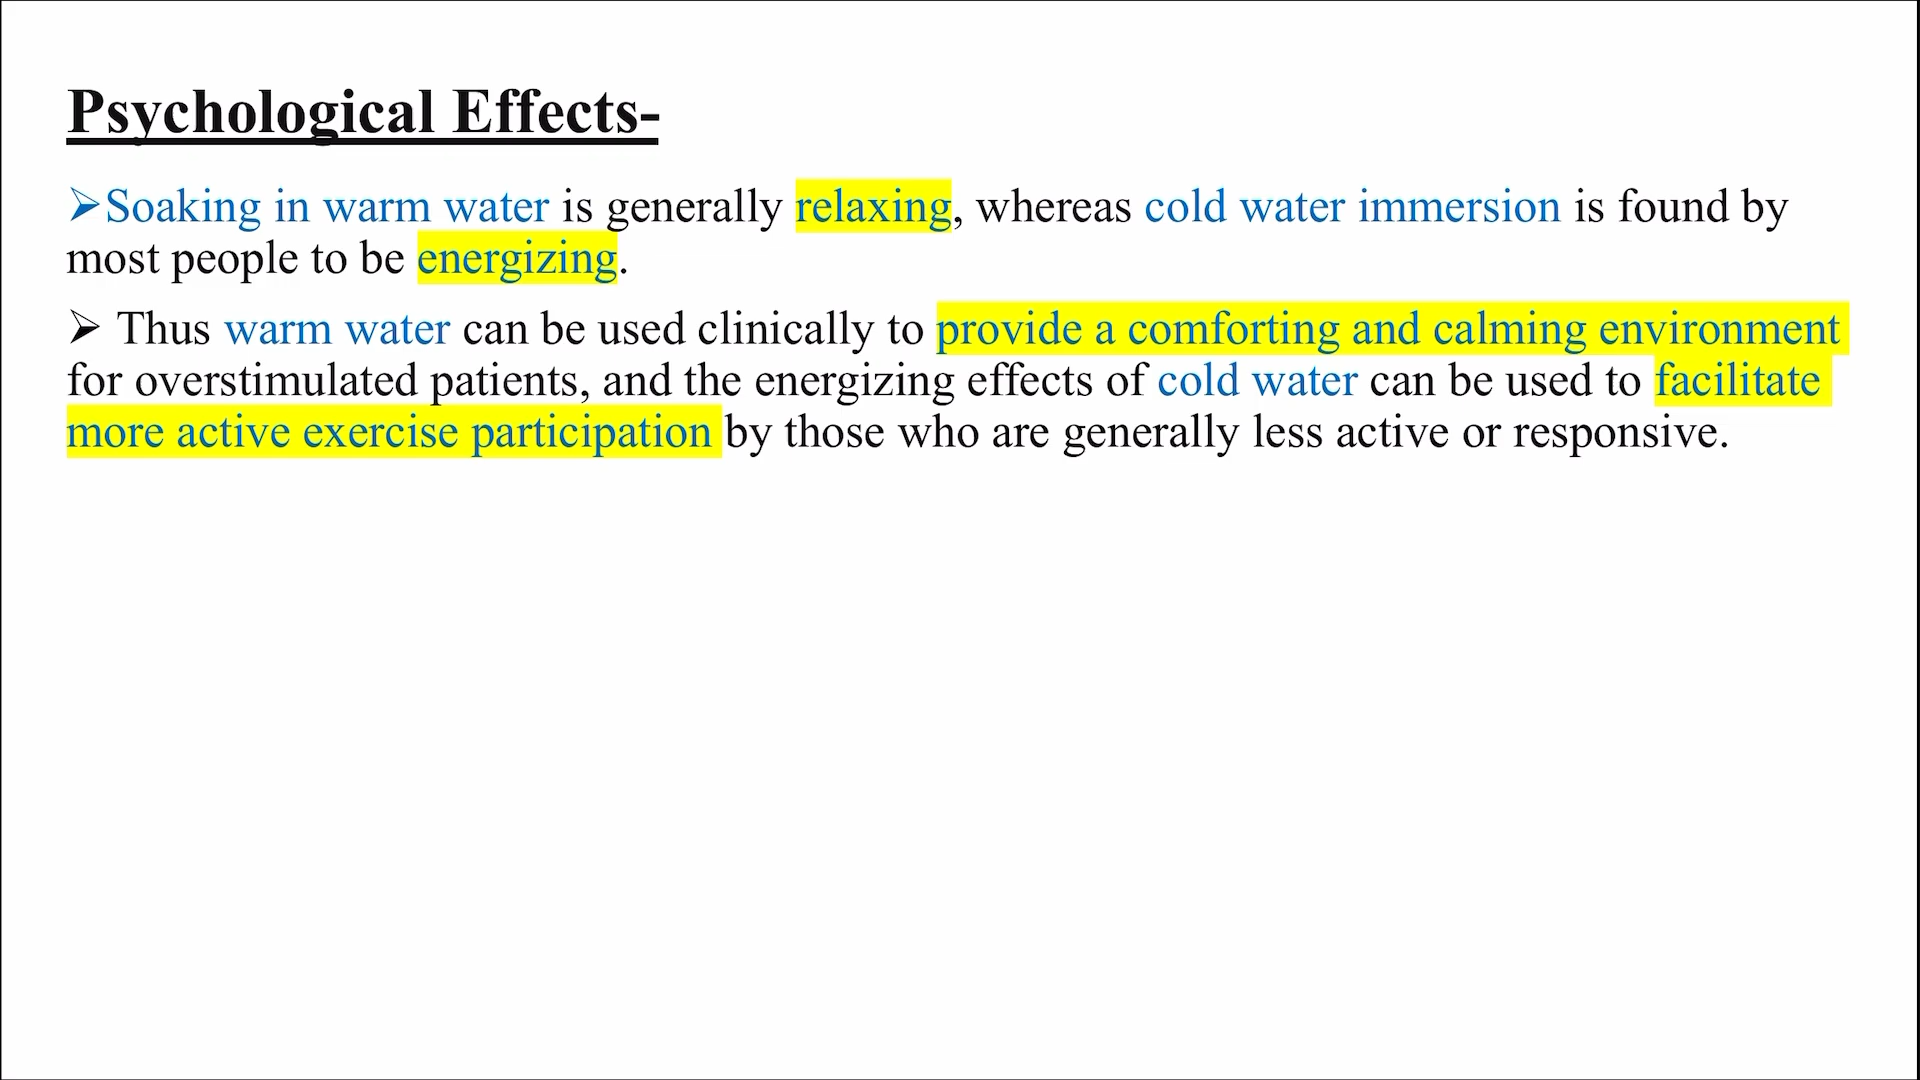 Psychological Effects-
➢Soaking in warm water is generally relaxing, whereas cold water immersion is found by
most people to be energizing.
➢ Thus warm water can be used clinically to provide a comforting and calming environment
for overstimulated patients, and the energizing effects of cold water can be used to facilitate
more active exercise participation by those who are generally less active or responsive.